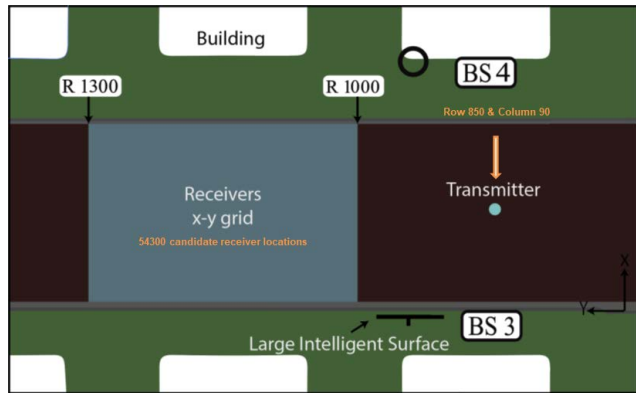 Building
BS 4
R 1300
R 1000
Row 850 & Column 90
Receivers
x-y grid
54300 candidate receiver locations
Transmitter
X
Y
BS 3
Large Intelligent Surface